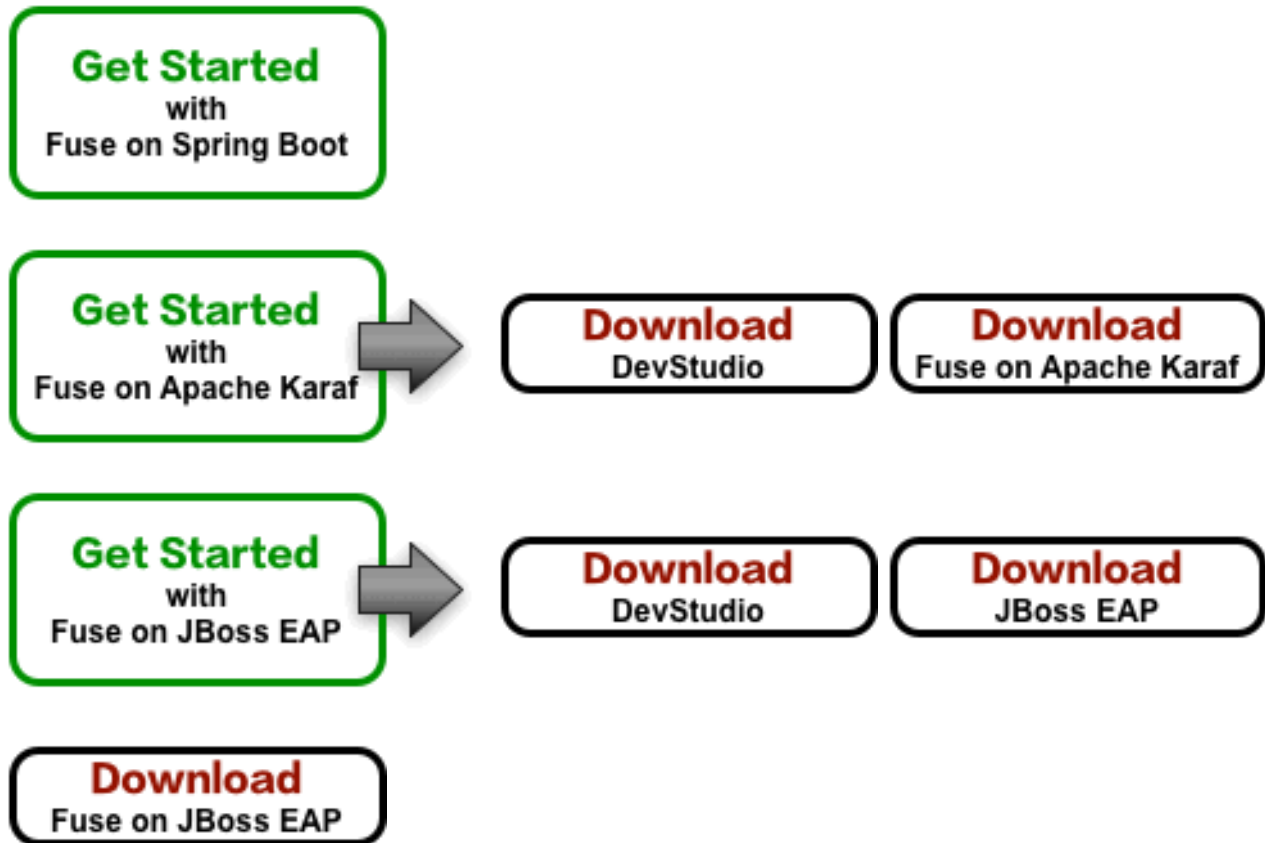 Get Started
with
Fuse on Spring Boot
Get Started
with
Fuse on Apache Karaf
Download
DevStudio
Download
Fuse on Apache Karaf
Get Started
with
Fuse on JBoss EAP
Download
DevStudio
Download
JBoss EAP
Download
Fuse on JBoss EAP